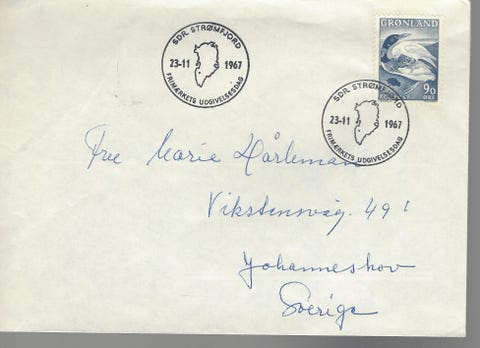 SDR. STRØMFJORD
23-11 1967
FRIMÆRKETS UDGIVELSESDAG
GRØNLAND
90
ØRE
SDR. STRØMFJORD
23-11 1967
FRIMÆRKETS UDGIVELSESDAG
Fru Marie Hårleman
Vikstensväg. 49 1
Johanneshov
Sverige